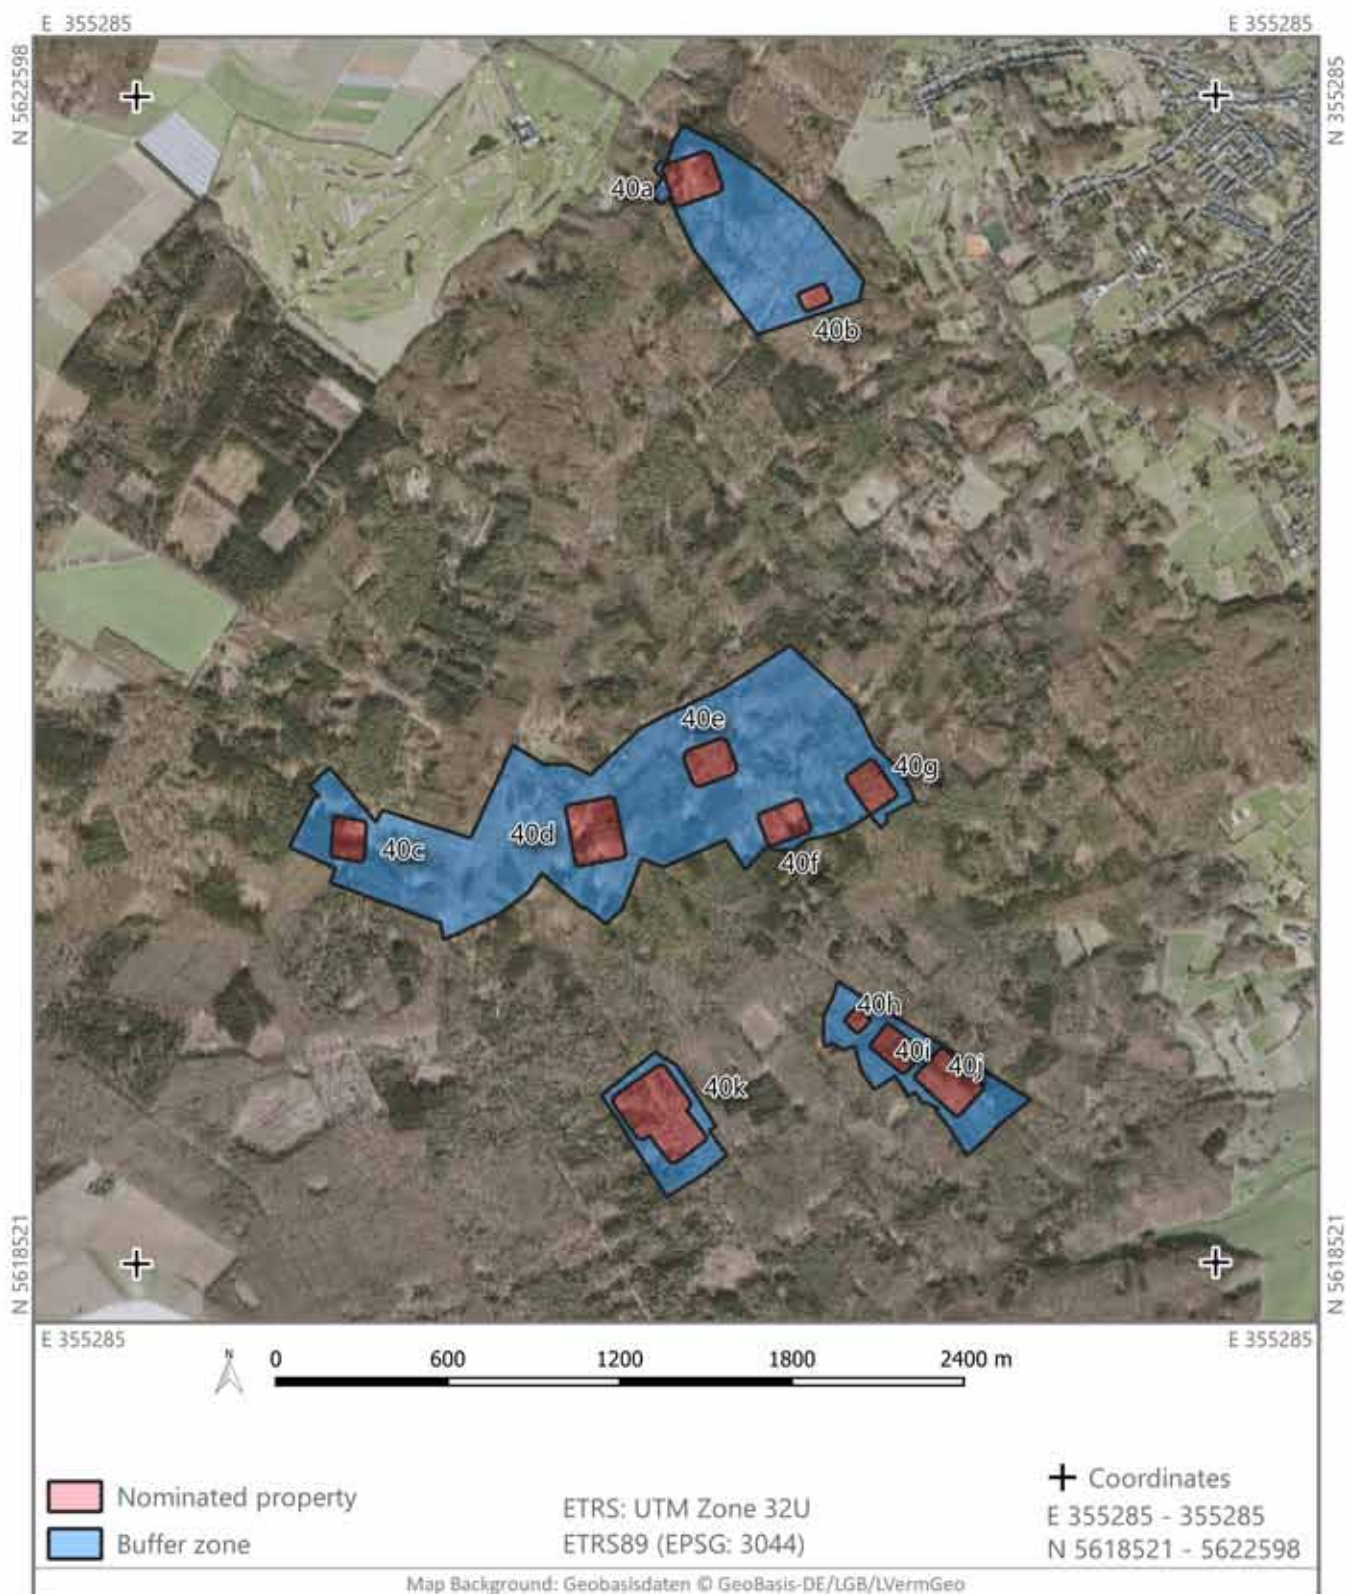 E 355285
E 355285
N 5622598
N 355285
40a
40b
40e
40g
40d
40c
40f
40h
40i
40j
40k
N 5618521
N 5618521
E 355285
E 355285
N
0 600 1200 1800 2400 m
Nominated property
Buffer zone
ETRS: UTM Zone 32U
ETRS89 (EPSG: 3044)
Coordinates
E 355285 - 355285
N 5618521 - 5622598
Map Background: Geobasisdaten © GeoBasis-DE/LGB/LVermGeo